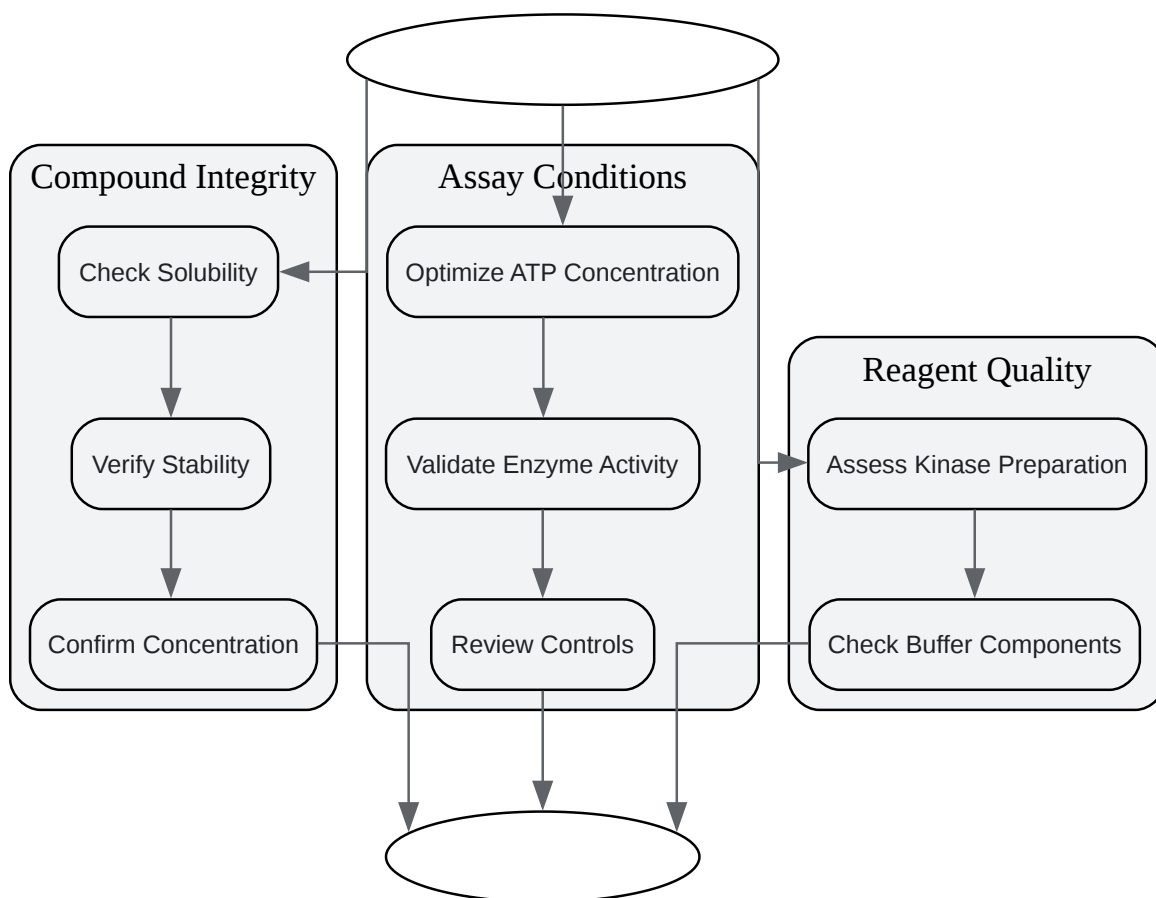 Compound Integrity
Check Solubility
Verify Stability
Confirm Concentration
Assay Conditions
Optimize ATP Concentration
Validate Enzyme Activity
Review Controls
Reagent Quality
Assess Kinase Preparation
Check Buffer Components